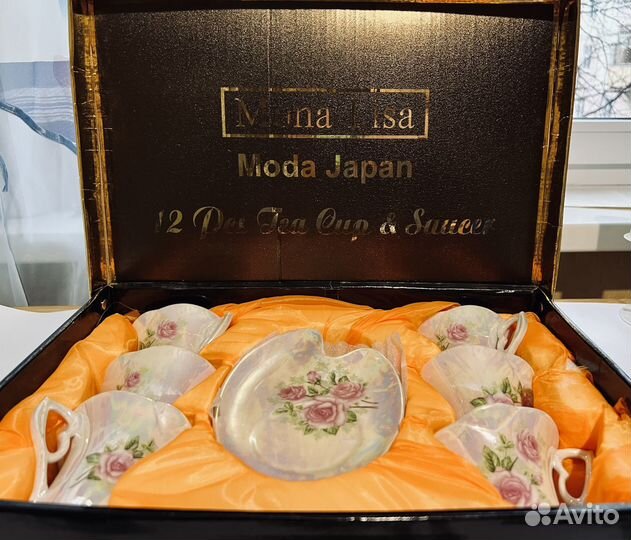 Mona Lisa
Moda Japan
12 Pcs Tea Cup & Saucer
Avito